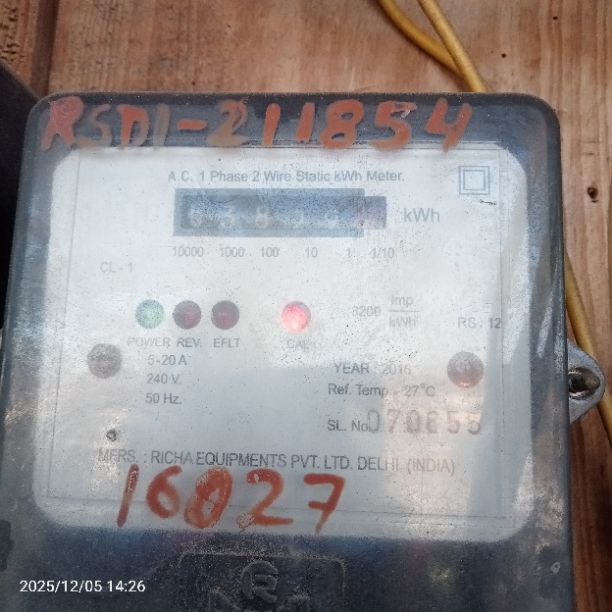 RSD1-211854
A.C. 1 Phase 2 Wire Static kWh Meter.
kWh
10000 1000 100 10 1 1/10
CL - 1
Imp
kWh
RS : 12
POWER REV. EFLT CAL.
5-20 A
240 V.
50 Hz.
YEAR : 2016
Ref. Temp. - 27°C
SL. No. 070655
MFRS. : RICHA EQUIPMENTS PVT. LTD. DELHI. (INDIA)
16027
2025/12/05 14:26